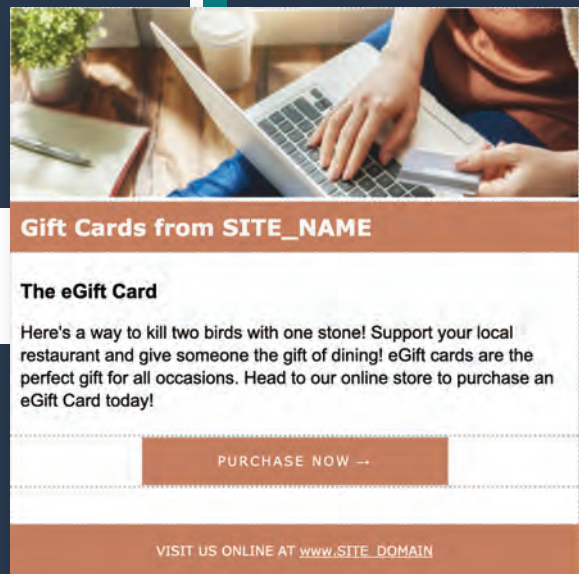 Gift Cards from SITE_NAME
The eGift Card
Here's a way to kill two birds with one stone! Support your local
restaurant and give someone the gift of dining! eGift cards are the
perfect gift for all occasions. Head to our online store to purchase an
eGift Card today!
PURCHASE NOW →
VISIT US ONLINE AT www.SITE_DOMAIN